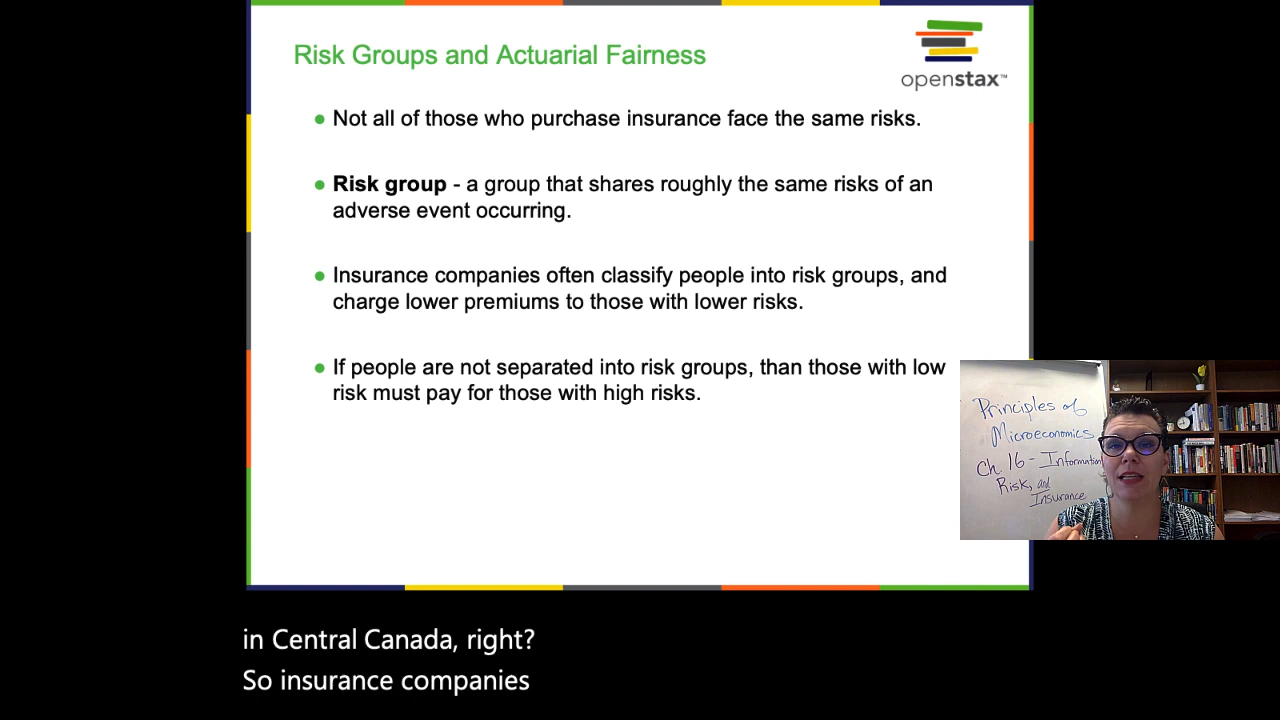 Risk Groups and Actuarial Fairness
openstax™
● Not all of those who purchase insurance face the same risks.
● Risk group - a group that shares roughly the same risks of an
adverse event occurring.
● Insurance companies often classify people into risk groups, and
charge lower premiums to those with lower risks.
● If people are not separated into risk groups, than those with low
risk must pay for those with high risks.
Principles of
Microeconomics
Ch. 16 - Information
Risk, and
Insurance
in Central Canada, right?
So insurance companies